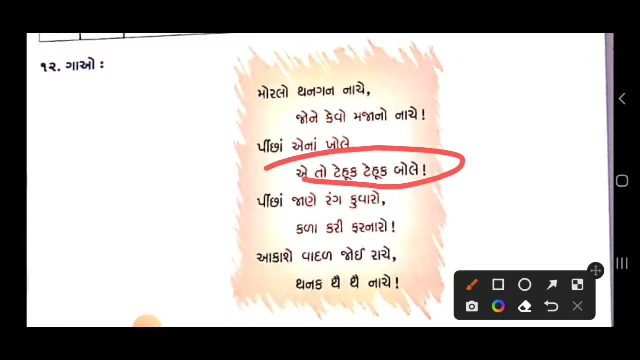 ૧૨. ગાઓ :
મોરલો થનગન નાચે,
જોને કેવો મજાનો નાચે !
પીંછાં એનાં ખોલે
એ તો ટેહૂક ટેહૂક બોલે !
પીંછાં જાણે રંગ ફુવારો,
કળા કરી ફરનારો !
આકાશે વાદળ જોઈ રાચે,
થનક થૈ થૈ નાચે !